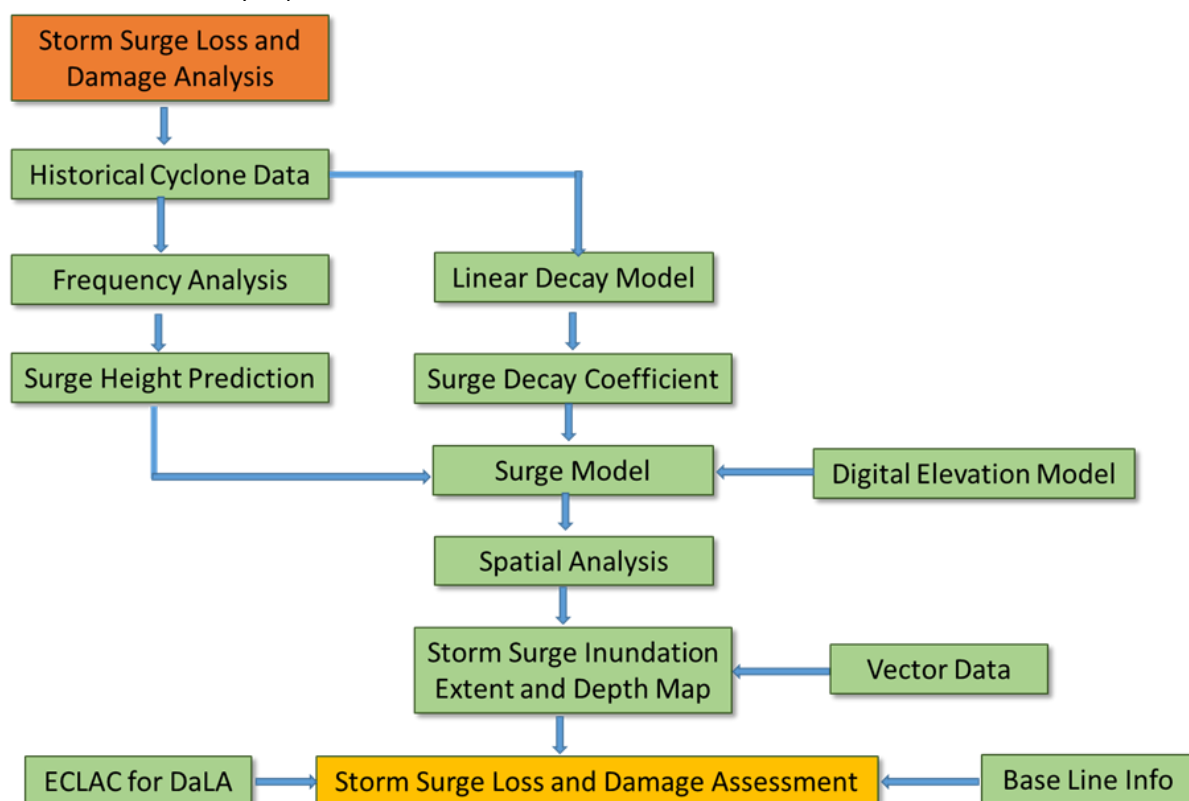 Storm Surge Loss and
Damage Analysis
Historical Cyclone Data
Frequency Analysis
Linear Decay Model
Surge Height Prediction
Surge Decay Coefficient
Surge Model
Digital Elevation Model
Spatial Analysis
Storm Surge Inundation
Extent and Depth Map
Vector Data
ECLAC for DaLA
Storm Surge Loss and Damage Assessment
Base Line Info